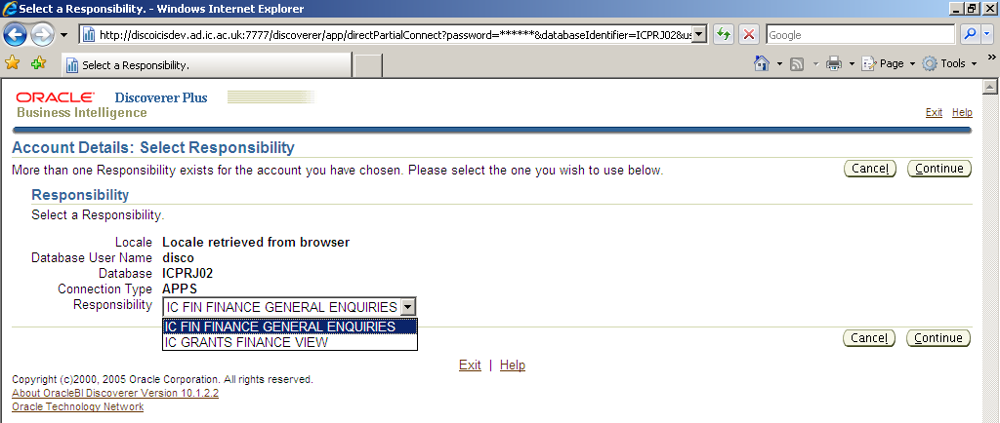 Select a Responsibility. - Windows Internet Explorer
http://discoicisdev.ad.ic.ac.uk:7777/discoverer/app/directPartialConnect?password=******&databaseIdentifier=ICPRJ02&us
Google
Select a Responsibility.
Page
Tools
ORACLE Discoverer Plus
Business Intelligence
Exit Help
Account Details: Select Responsibility
More than one Responsibility exists for the account you have chosen. Please select the one you wish to use below.
Cancel Continue
Responsibility
Select a Responsibility.
Locale Locale retrieved from browser
Database User Name disco
Database ICPRJ02
Connection Type APPS
Responsibility IC FIN FINANCE GENERAL ENQUIRIES
IC FIN FINANCE GENERAL ENQUIRIES
IC GRANTS FINANCE VIEW
Cancel Continue
Exit | Help
Copyright (c)2000, 2005 Oracle Corporation. All rights reserved.
About OracleBI Discoverer Version 10.1.2.2
Oracle Technology Network